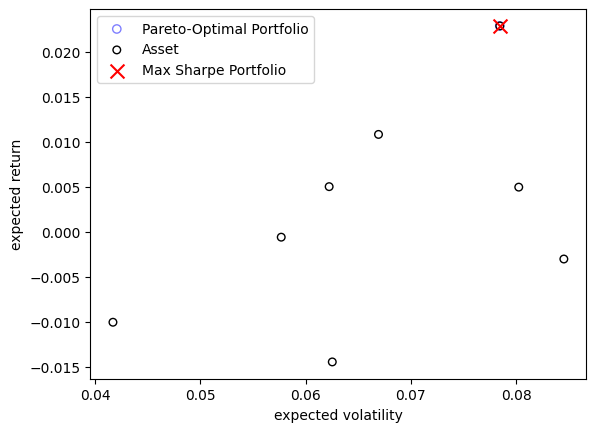 Pareto-Optimal Portfolio
Asset
Max Sharpe Portfolio
expected return
0.020
0.015
0.010
0.005
0.000
−0.005
−0.010
−0.015
0.04 0.05 0.06 0.07 0.08
expected volatility